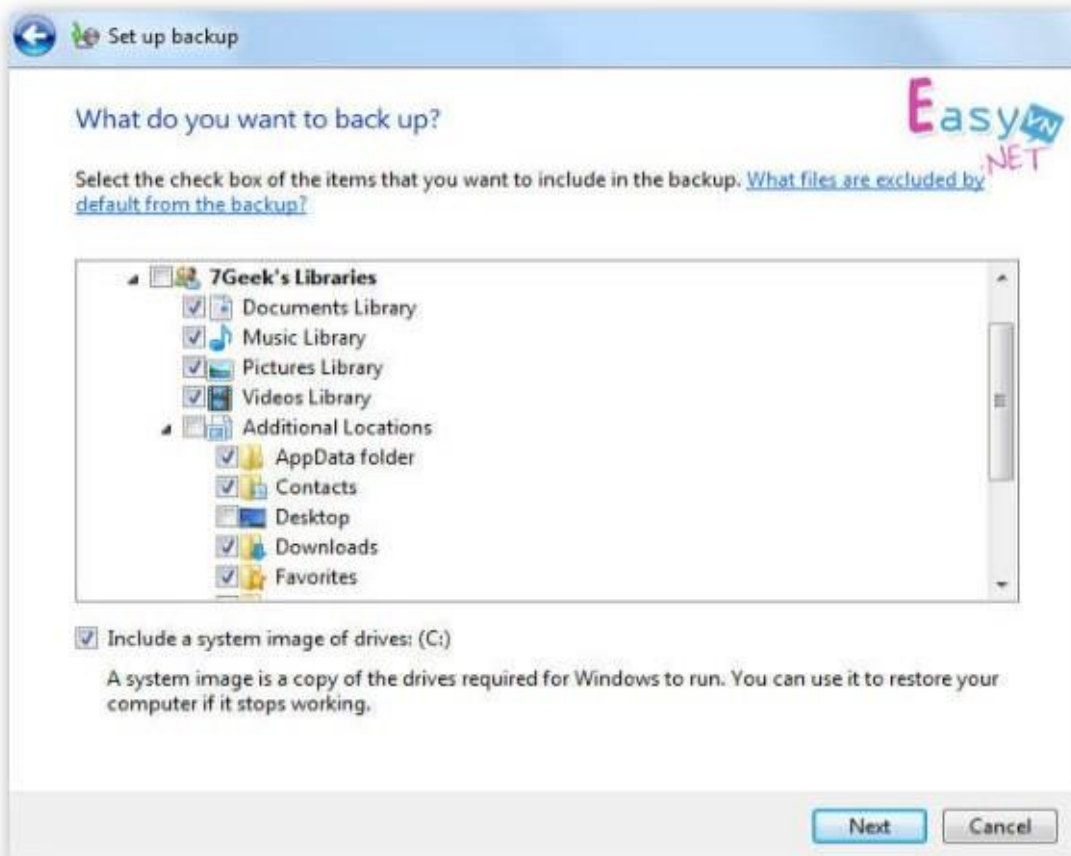 Set up backup
EasyVN
.NET
What do you want to back up?
Select the check box of the items that you want to include in the backup. What files are excluded by
default from the backup?
7Geek's Libraries
Documents Library
Music Library
Pictures Library
Videos Library
Additional Locations
AppData folder
Contacts
Desktop
Downloads
Favorites
Include a system image of drives: (C:)
A system image is a copy of the drives required for Windows to run. You can use it to restore your
computer if it stops working.
Next
Cancel